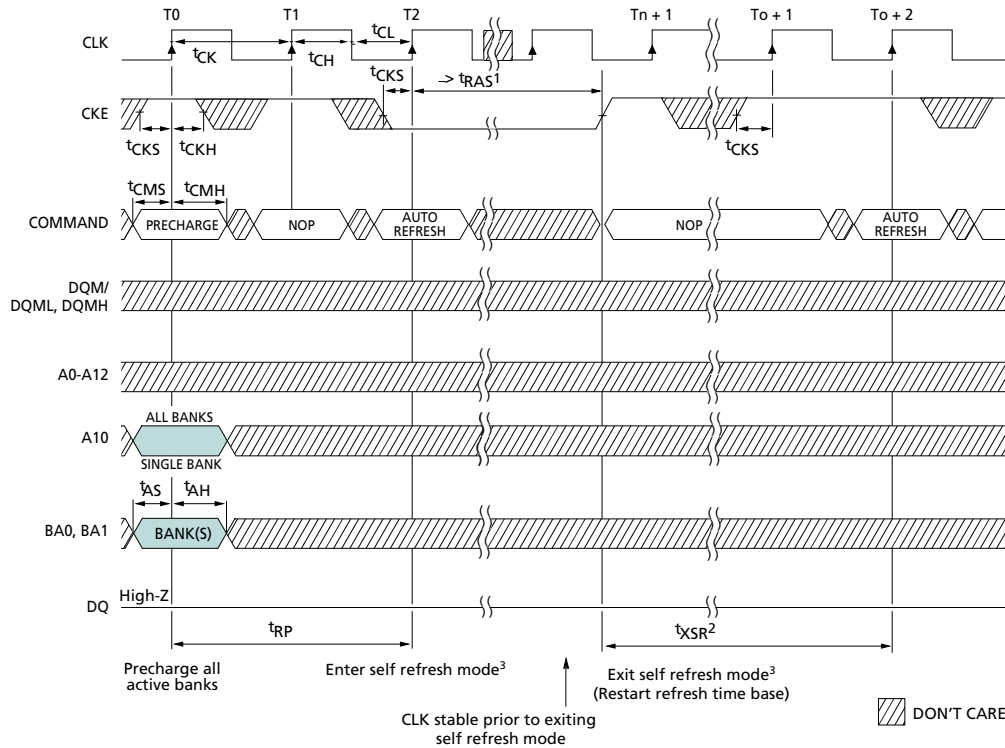 T0 T1 T2 Tn + 1 To + 1 To + 2
CLK
tCK tCH tCL
tCKS —> tRAS1
CKE
tCKS tCKH tCKS
tCMS tCMH
COMMAND PRECHARGE NOP AUTO REFRESH NOP AUTO REFRESH
DQM/
DQML, DQMH
A0-A12
ALL BANKS
A10
SINGLE BANK
tAS tAH
BA0, BA1 BANK(S)
High-Z
DQ
tRP tXSR2
Precharge all
active banks
Enter self refresh mode3
Exit self refresh mode3
(Restart refresh time base)
CLK stable prior to exiting
self refresh mode
DON'T CARE